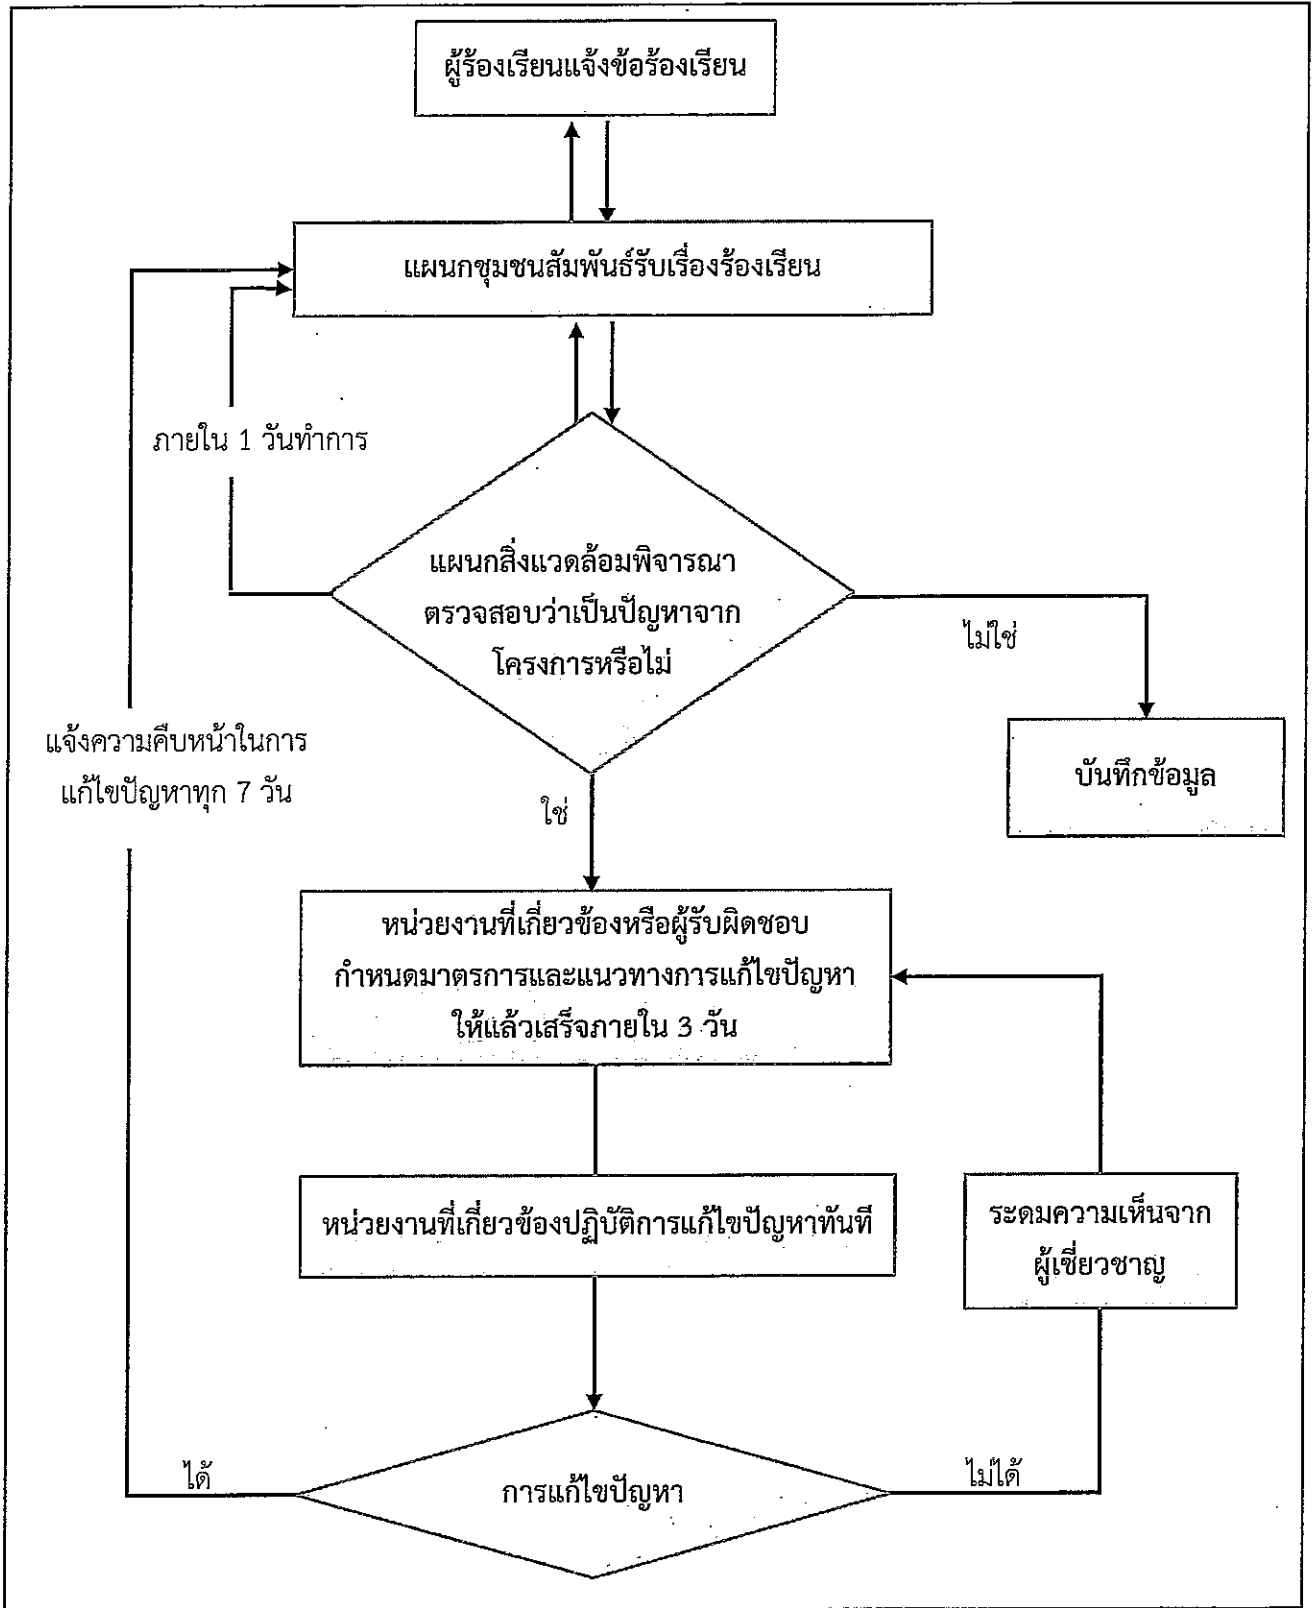 ผู้ร้องเรียนแจ้งข้อร้องเรียน
แผนกชุมชนสัมพันธ์รับเรื่องร้องเรียน
ภายใน 1 วันทำการ
แผนกสิ่งแวดล้อมพิจารณา
ตรวจสอบว่าเป็นปัญหาจาก
โครงการหรือไม่
ไม่ใช่
บันทึกข้อมูล
แจ้งความคืบหน้าในการ
แก้ไขปัญหาทุก 7 วัน
ใช่
หน่วยงานที่เกี่ยวข้องหรือผู้รับผิดชอบ
กำหนดมาตรการและแนวทางการแก้ไขปัญหา
ให้แล้วเสร็จภายใน 3 วัน
หน่วยงานที่เกี่ยวข้องปฏิบัติการแก้ไขปัญหาทันที
ระดมความเห็นจาก
ผู้เชี่ยวชาญ
ได้
การแก้ไขปัญหา
ไม่ได้